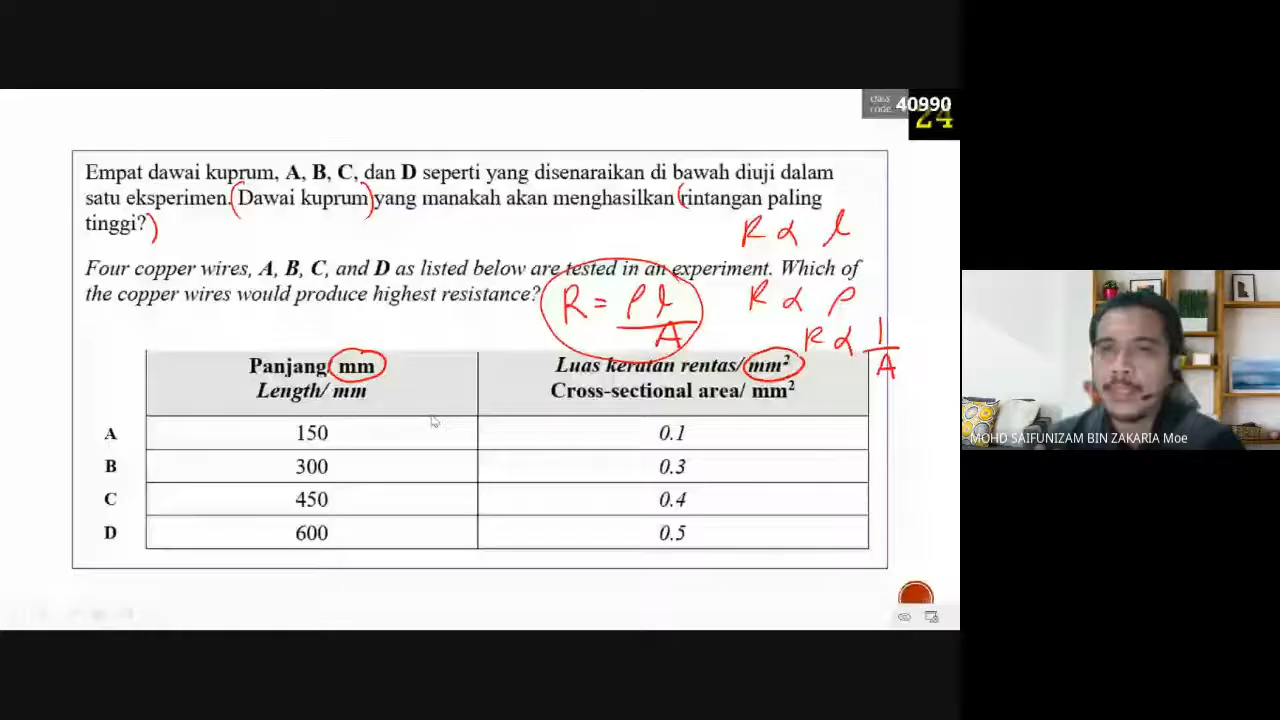 class code 40990
24
Empat dawai kuprum, A, B, C, dan D seperti yang disenaraikan di bawah diuji dalam
satu eksperimen. (Dawai kuprum) yang manakah akan menghasilkan (rintangan paling
tinggi?)
R ∝ l
Four copper wires, A, B, C, and D as listed below are tested in an experiment. Which of
the copper wires would produce highest resistance?
R = ρl/A
R ∝ ρ
R ∝ 1/A
Panjang/ mm Luas keratan rentas/ mm²
Length/ mm Cross-sectional area/ mm²
A 150 0.1
B 300 0.3
C 450 0.4
D 600 0.5
MOHD SAIFUNIZAM BIN ZAKARIA Moe